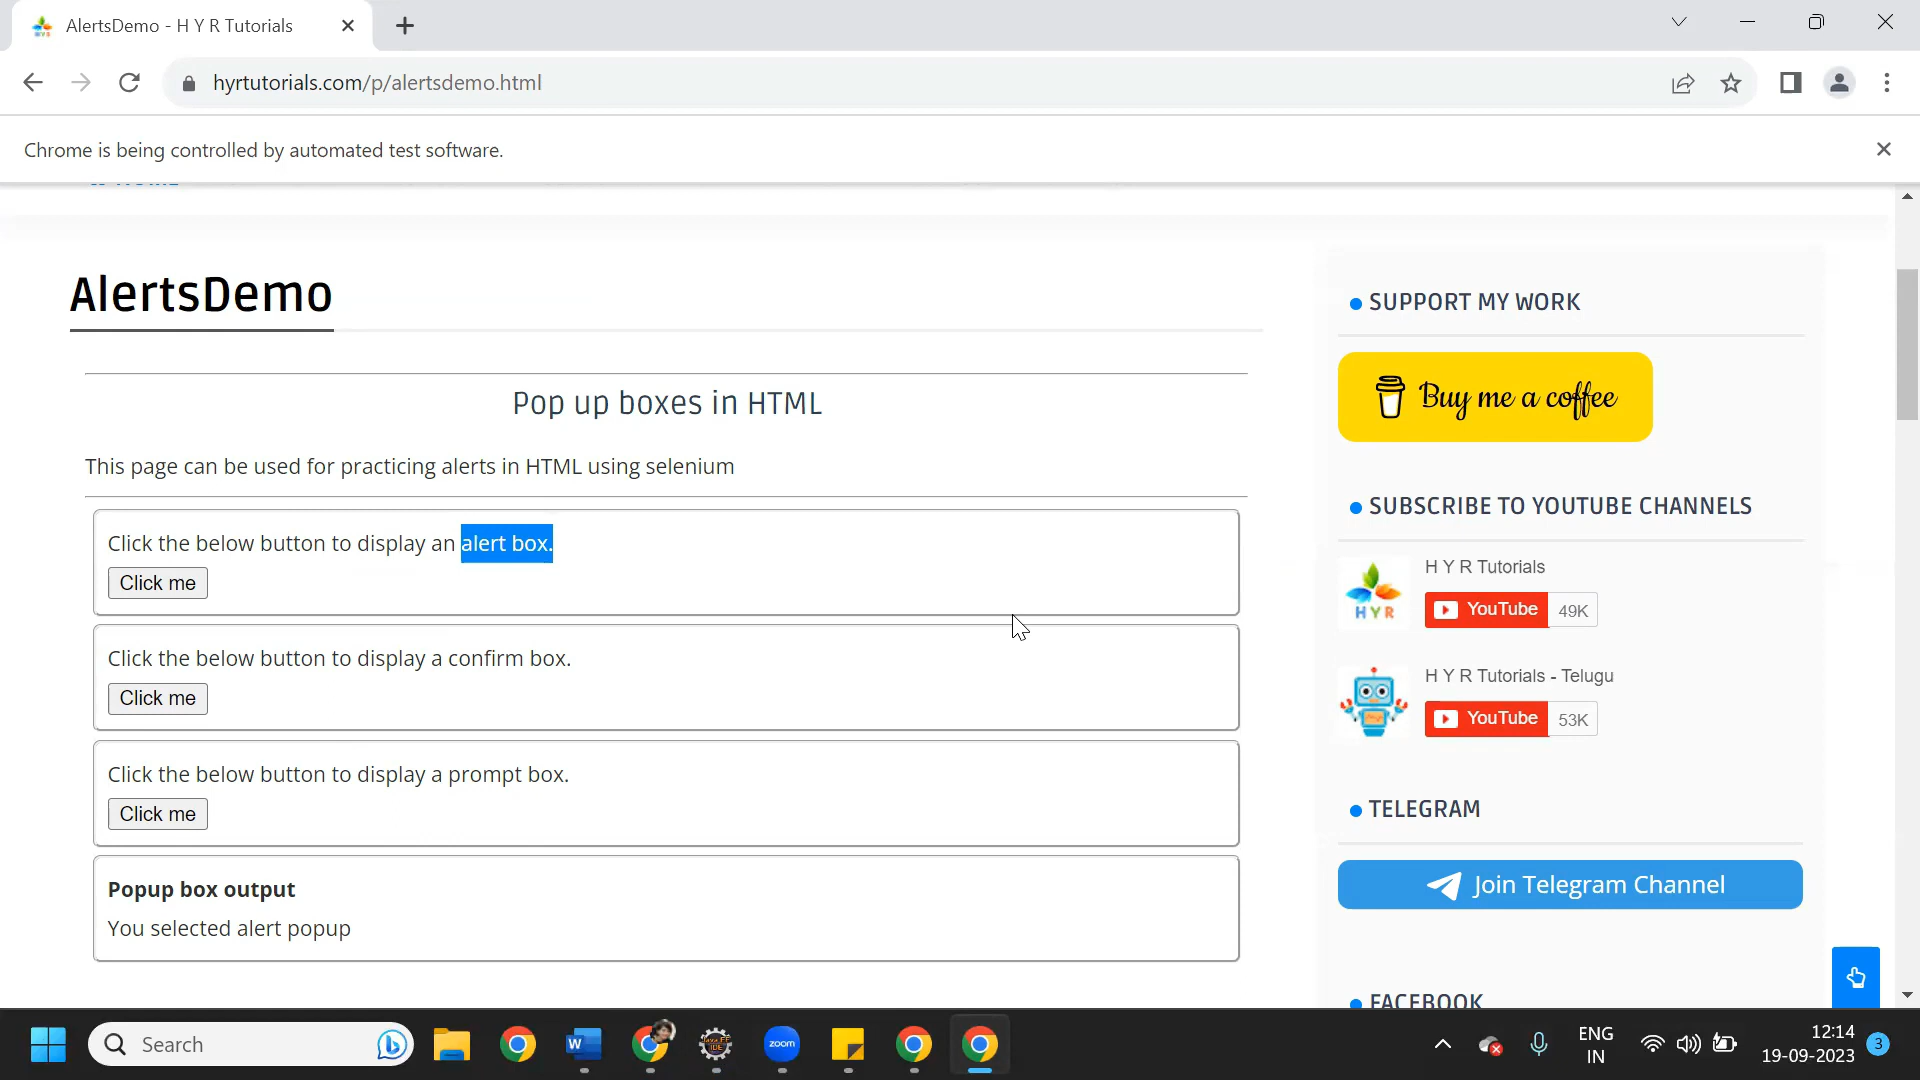 AlertsDemo - H Y R Tutorials
hyrtutorials.com/p/alertsdemo.html
Chrome is being controlled by automated test software.
AlertsDemo
Pop up boxes in HTML
This page can be used for practicing alerts in HTML using selenium
Click the below button to display an alert box.
Click me
Click the below button to display a confirm box.
Click me
Click the below button to display a prompt box.
Click me
Popup box output
You selected alert popup
SUPPORT MY WORK
Buy me a coffee
SUBSCRIBE TO YOUTUBE CHANNELS
HYR
H Y R Tutorials
YouTube 49K
H Y R Tutorials - Telugu
YouTube 53K
TELEGRAM
Join Telegram Channel
FACEBOOK
Search
W
zoom
ENG
IN
12:14
19-09-2023
3